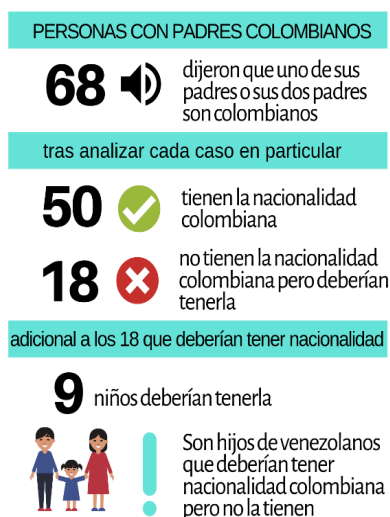 PERSONAS CON PADRES COLOMBIANOS
68 dijeron que uno de sus
padres o sus dos padres
son colombianos
tras analizar cada caso en particular
50 tienen la nacionalidad
colombiana
18 no tienen la nacionalidad
colombiana pero deberían
tenerla
adicional a los 18 que deberían tener nacionalidad
9 niños deberían tenerla
Son hijos de venezolanos
que deberían tener
nacionalidad colombiana
pero no la tienen